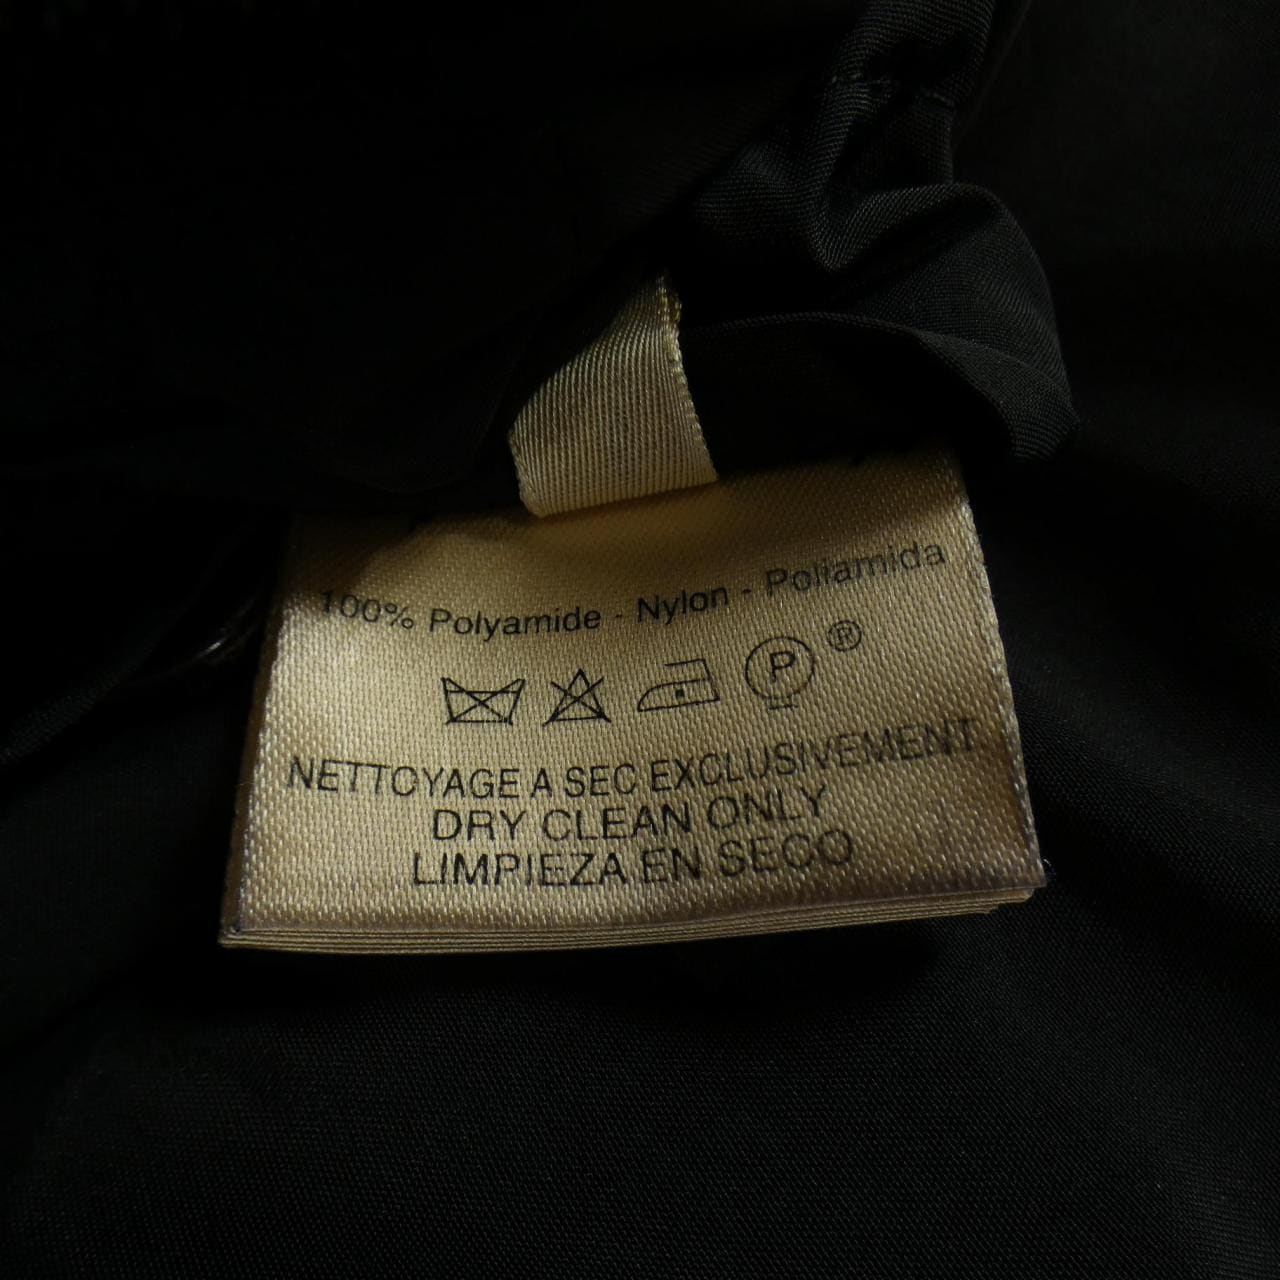 100% Polyamide - Nylon - Poliamida
P ®
NETTOYAGE A SEC EXCLUSIVEMENT
DRY CLEAN ONLY
LIMPIEZA EN SECO